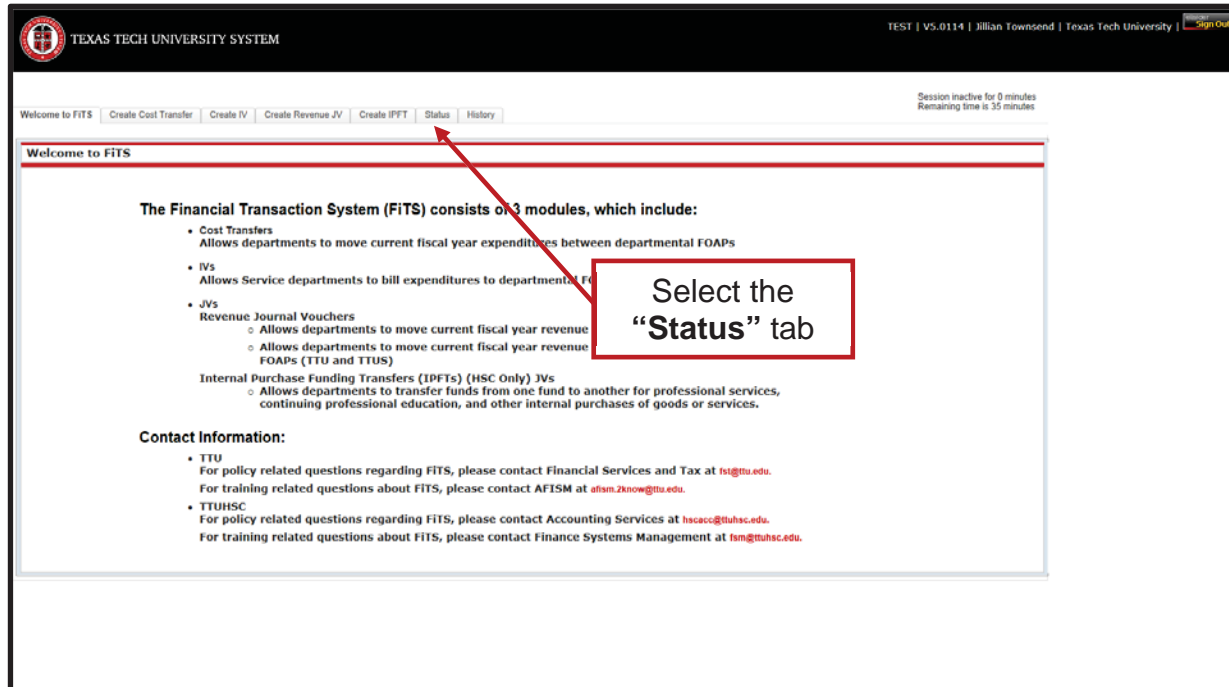 TEXAS TECH UNIVERSITY SYSTEM
TEST | V5.0114 | Jillian Townsend | Texas Tech University |
Sign Out
Session inactive for 0 minutes
Remaining time is 35 minutes
Welcome to FiTS | Create Cost Transfer | Create IV | Create Revenue JV | Create IPFT | Status | History
Welcome to FiTS
The Financial Transaction System (FiTS) consists of 3 modules, which include:
• Cost Transfers
Allows departments to move current fiscal year expenditures between departmental FOAPs
• IVs
Allows Service departments to bill expenditures to departmental
Select the
“Status” tab
• JVs
Revenue Journal Vouchers
○ Allows departments to move current fiscal year revenue
○ Allows departments to move current fiscal year revenue
FOAPs (TTU and TTUS)
Internal Purchase Funding Transfers (IPFTs) (HSC Only) JVs
○ Allows departments to transfer funds from one fund to another for professional services,
continuing professional education, and other internal purchases of goods or services.
Contact Information:
• TTU
For policy related questions regarding FiTS, please contact Financial Services and Tax at fst@ttu.edu.
For training related questions about FiTS, please contact AFISM at afism.2know@ttu.edu.
• TTUHSC
For policy related questions regarding FiTS, please contact Accounting Services at hscacc@ttuhsc.edu.
For training related questions about FiTS, please contact Finance Systems Management at fsm@ttuhsc.edu.